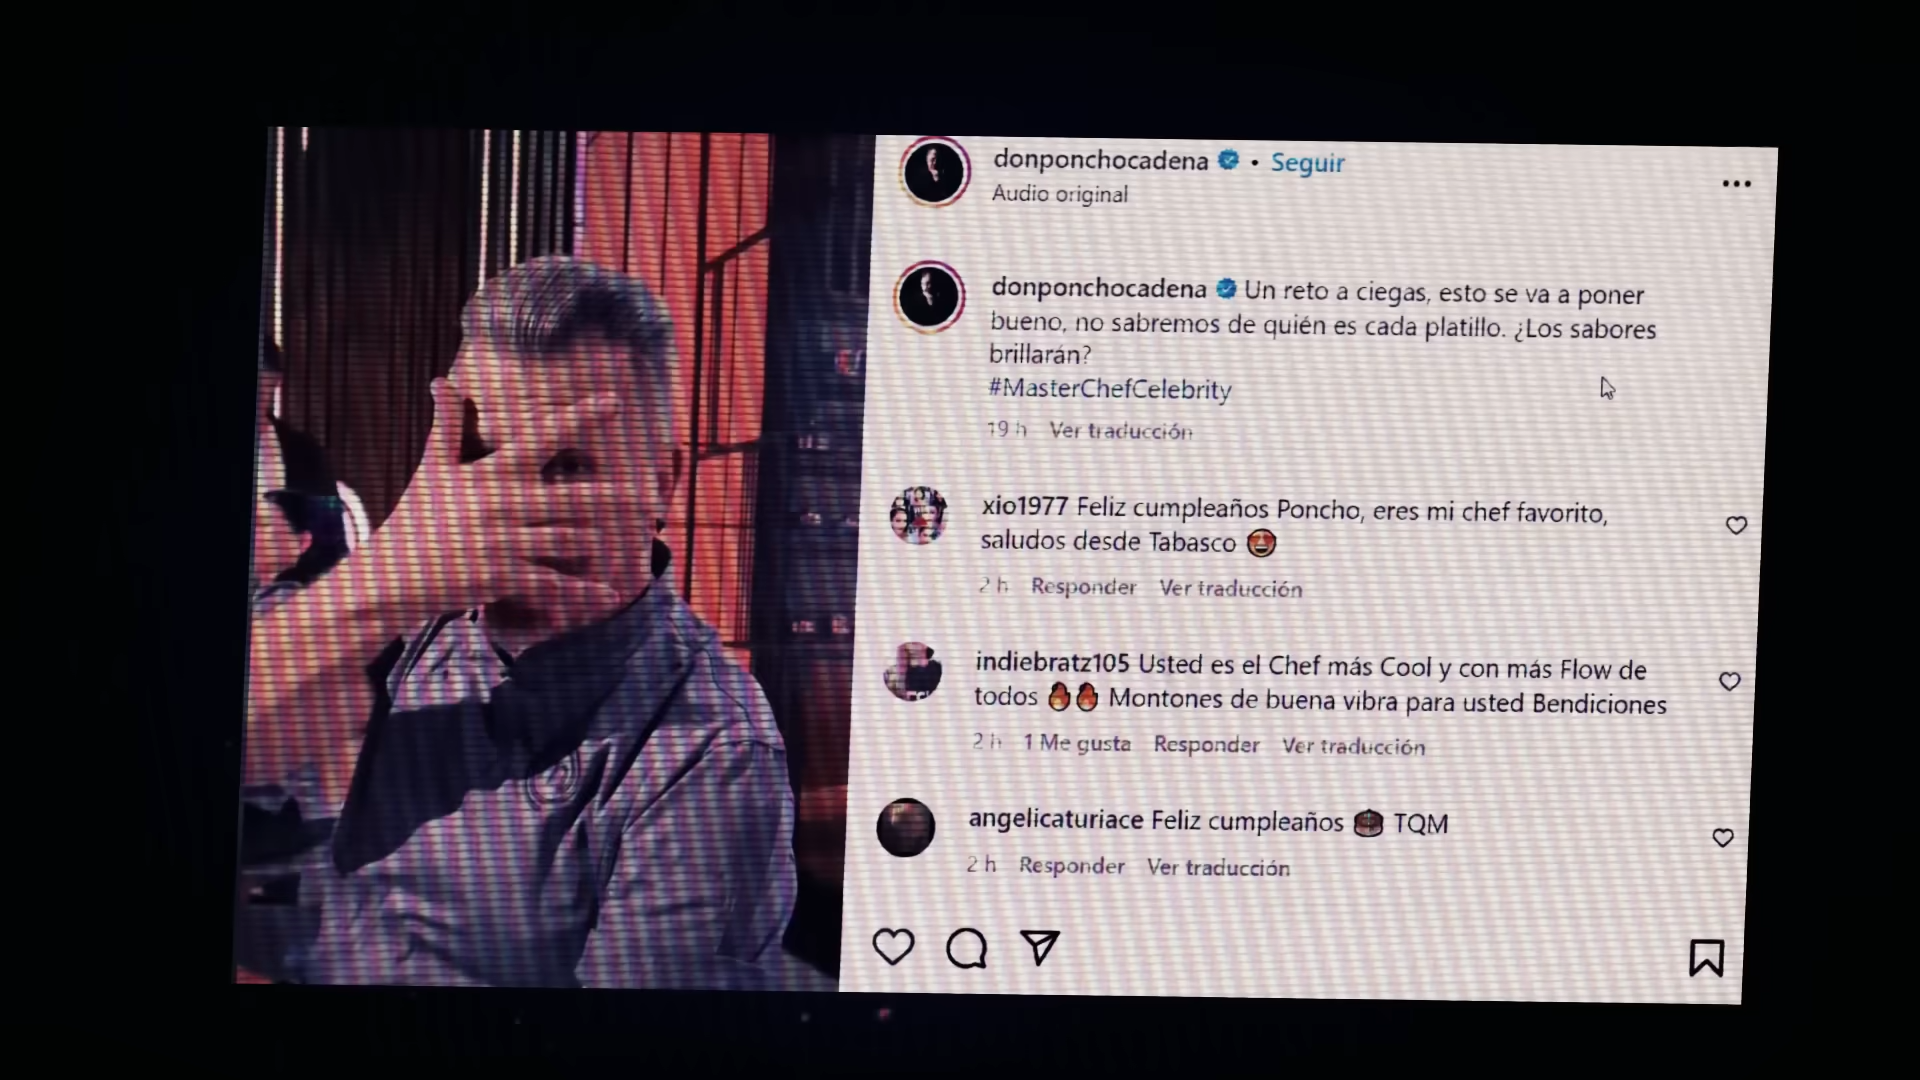 donponchocadena • Seguir
Audio original
donponchocadena Un reto a ciegas, esto se va a poner
bueno, no sabremos de quién es cada platillo. ¿Los sabores
brillarán?
#MasterChefCelebrity
19 h Ver traducción
xio1977 Feliz cumpleaños Poncho, eres mi chef favorito,
saludos desde Tabasco 🤩
2 h Responder Ver traducción
indiebratz105 Usted es el Chef más Cool y con más Flow de
todos 🔥🔥 Montones de buena vibra para usted Bendiciones
2 h 1 Me gusta Responder Ver traducción
angelicaturiace Feliz cumpleaños 🎂 TQM
2 h Responder Ver traducción